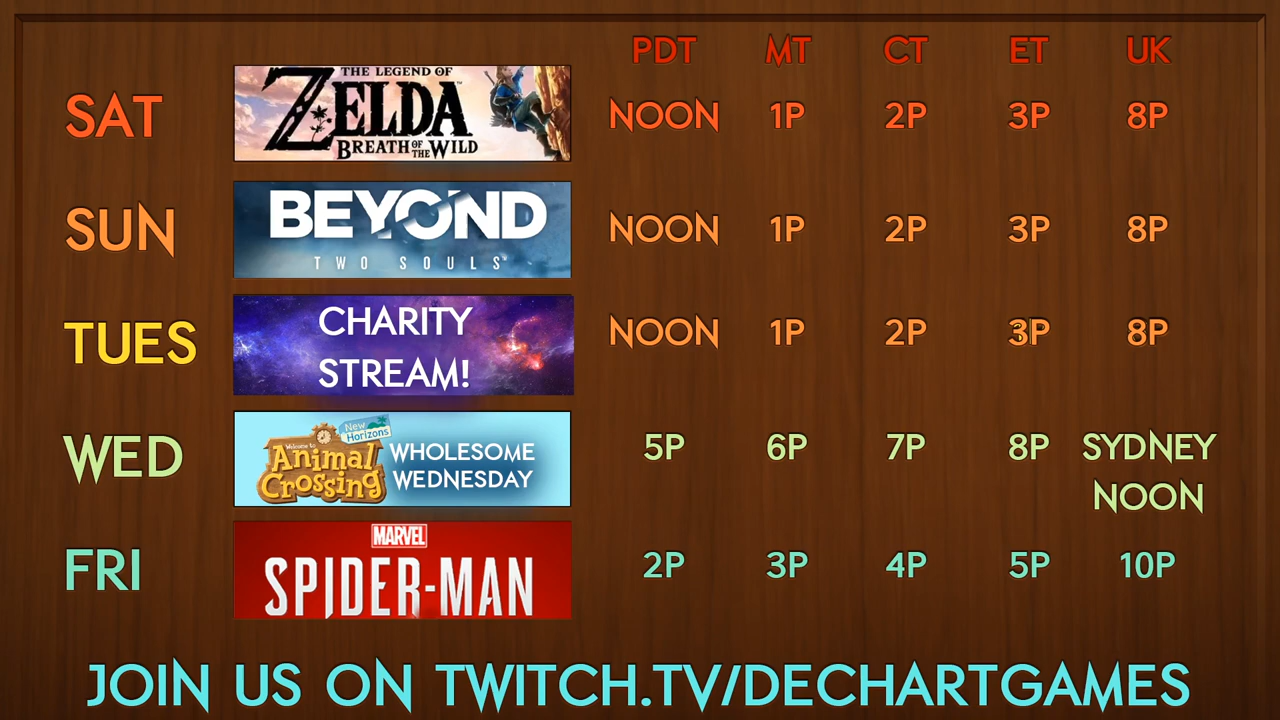 PDT MT CT ET UK
SAT THE LEGEND OF ZELDA BREATH OF THE WILD NOON 1P 2P 3P 8P
SUN BEYOND TWO SOULS NOON 1P 2P 3P 8P
TUES CHARITY STREAM! NOON 1P 2P 3P 8P
WED Welcome to Animal Crossing New Horizons WHOLESOME WEDNESDAY 5P 6P 7P 8P SYDNEY NOON
FRI MARVEL SPIDER-MAN 2P 3P 4P 5P 10P
JOIN US ON TWITCH.TV/DECHARTGAMES